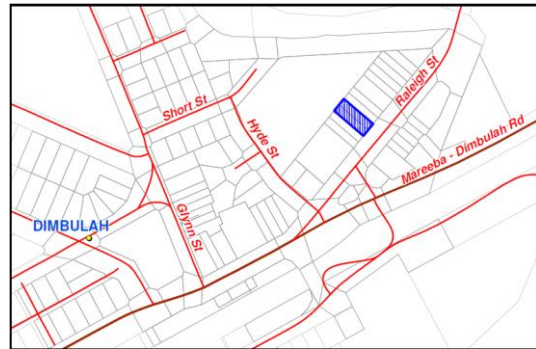 Short St
Hyde St
Raleigh St
Mareeba - Dimbulah Rd
DIMBULAH
Glynn St